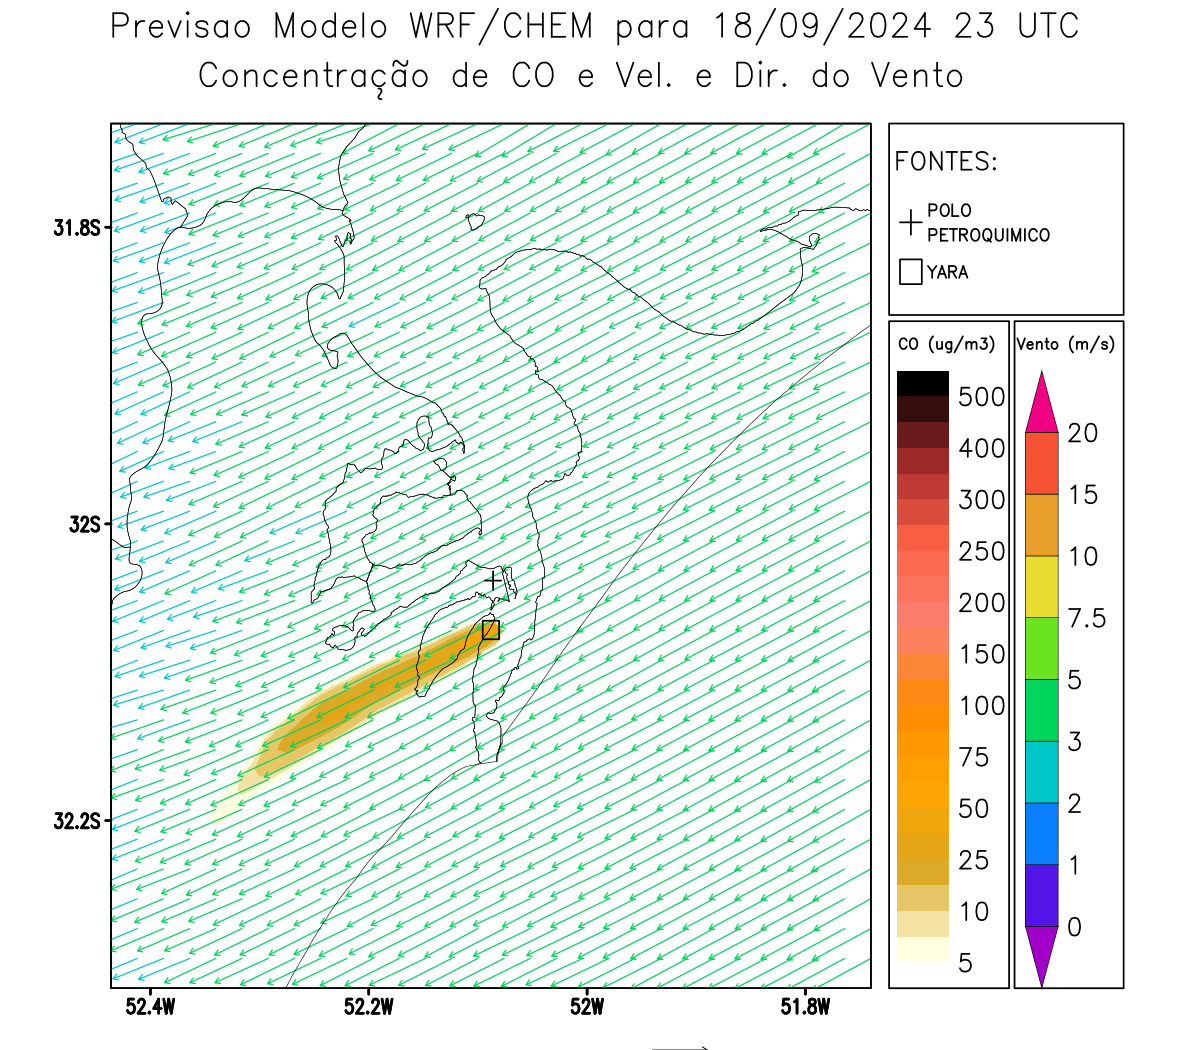 Previsao Modelo WRF/CHEM para 18/09/2024 23 UTC
Concentração de CO e Vel. e Dir. do Vento
FONTES:
POLO
PETROQUIMICO
YARA
CO (ug/m3)
500
400
300
250
200
150
100
75
50
25
10
5
Vento (m/s)
20
15
10
7.5
5
3
2
1
0
31.8S
32S
32.2S
52.4W
52.2W
52W
51.8W